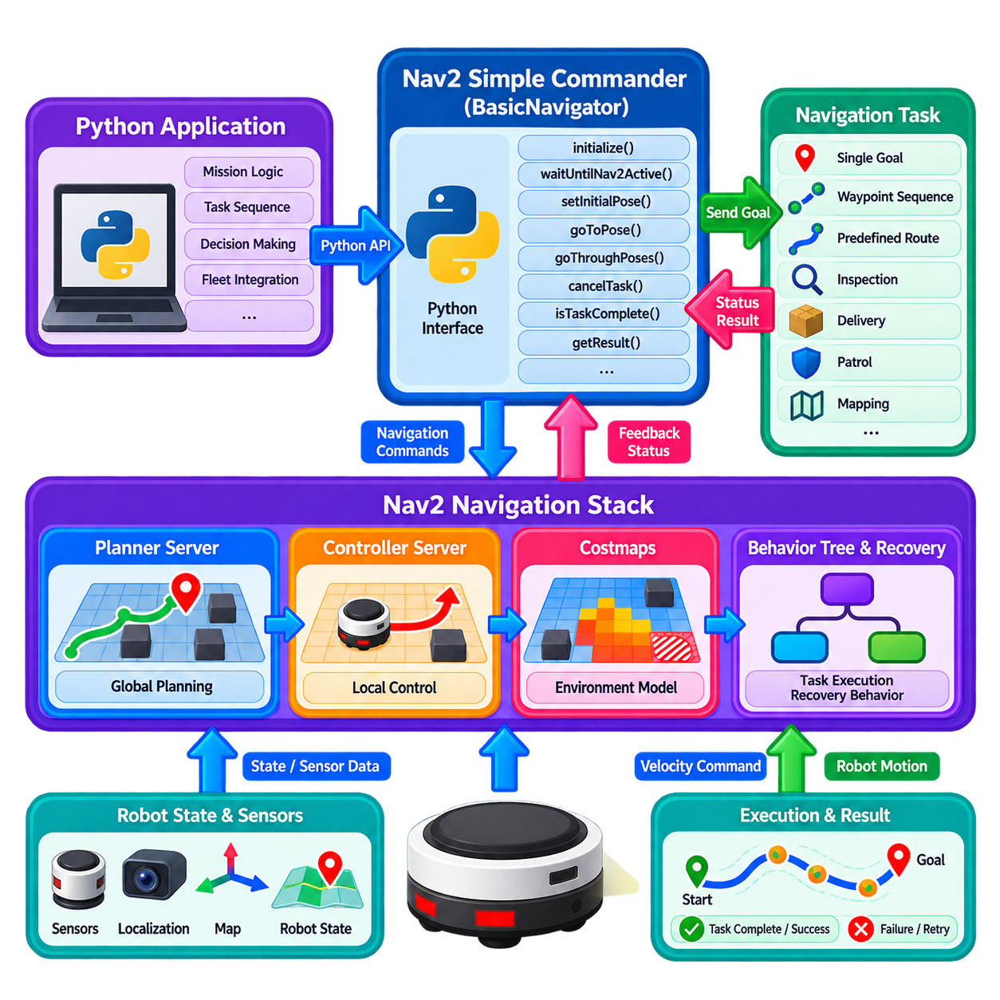 Nav2 Simple Commander
(BasicNavigator)
Python Application
Mission Logic
Task Sequence
Decision Making
Fleet Integration
...
Python API
Python
Interface
initialize()
waitUntilNav2Active()
setInitialPose()
goToPose()
goThroughPoses()
cancelTask()
isTaskComplete()
getResult()
...
Send Goal
Status
Result
Navigation Task
Single Goal
Waypoint Sequence
Predefined Route
Inspection
Delivery
Patrol
Mapping
...
Navigation
Commands
Feedback
Status
Nav2 Navigation Stack
Planner Server
Global Planning
Controller Server
Local Control
Costmaps
Environment Model
Behavior Tree & Recovery
Task Execution
Recovery Behavior
State / Sensor Data
Velocity Command
Robot Motion
Robot State & Sensors
Sensors
Localization
Map
Robot State
Execution & Result
Start
Goal
Task Complete / Success
Failure / Retry